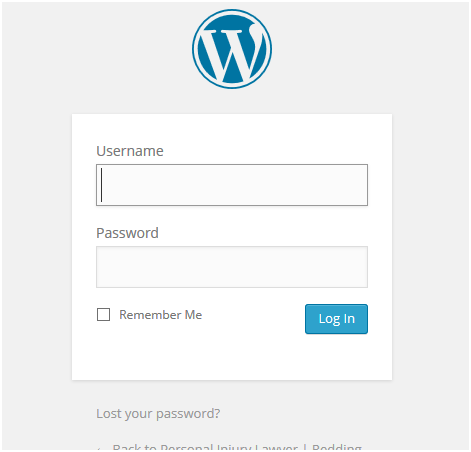 Username
Password
Remember Me
Log In
Lost your password?
← Back to Personal Injury Lawyer | Redding